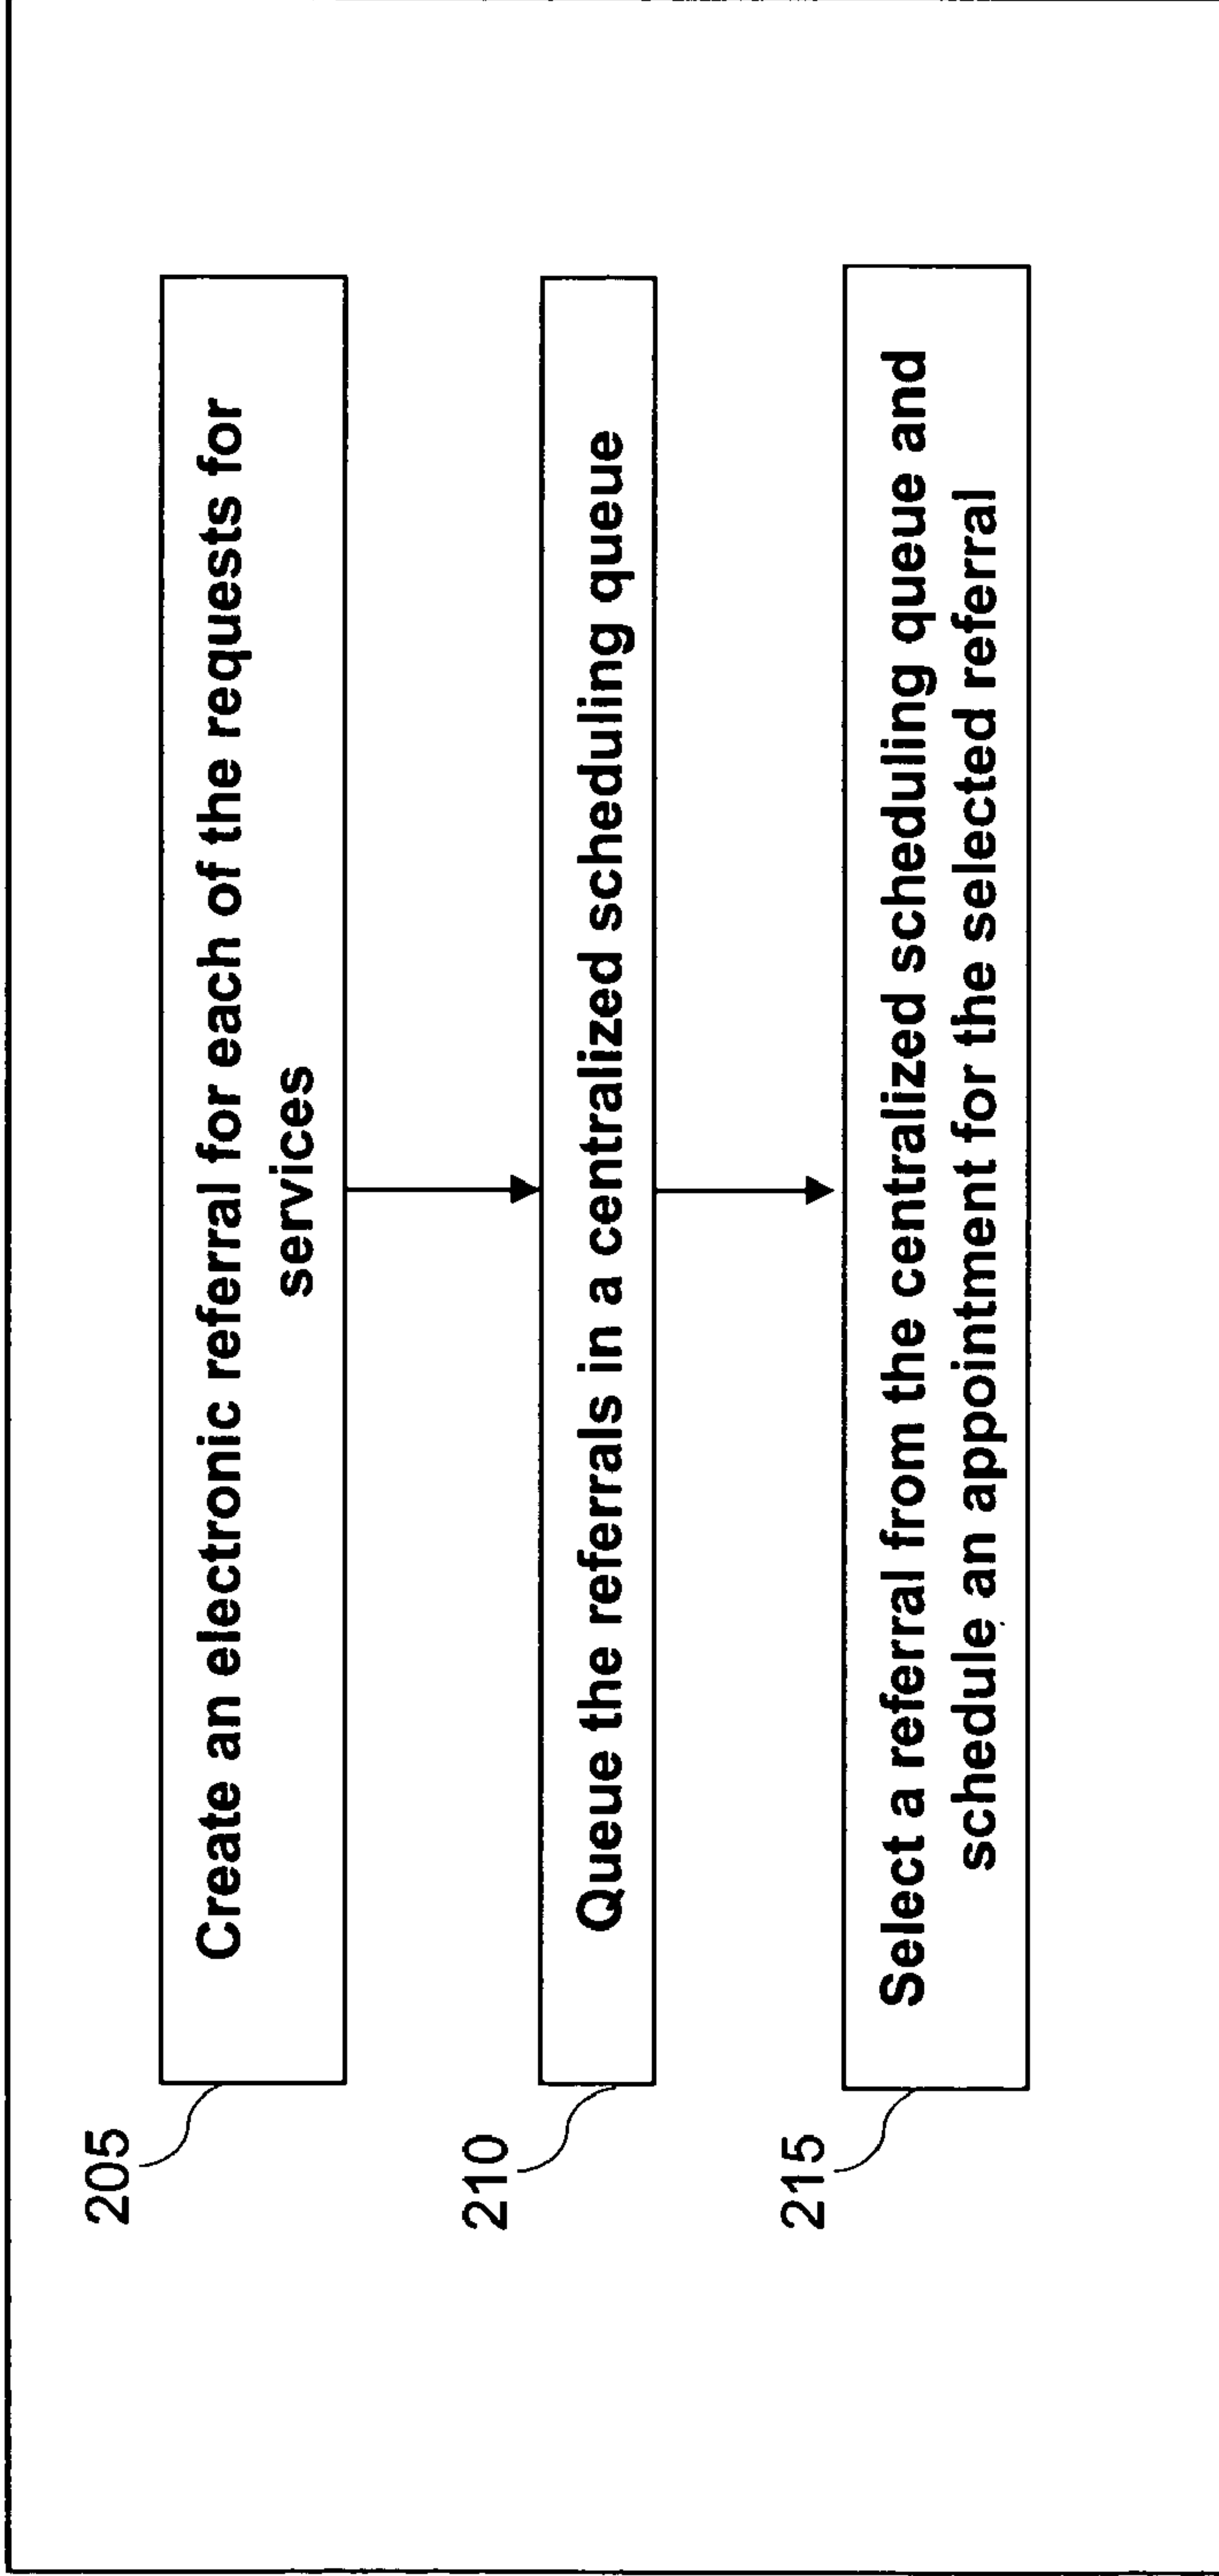 205
Create an electronic referral for each of the requests for
services
210
Queue the referrals in a centralized scheduling queue
215
Select a referral from the centralized scheduling queue and
schedule an appointment for the selected referral